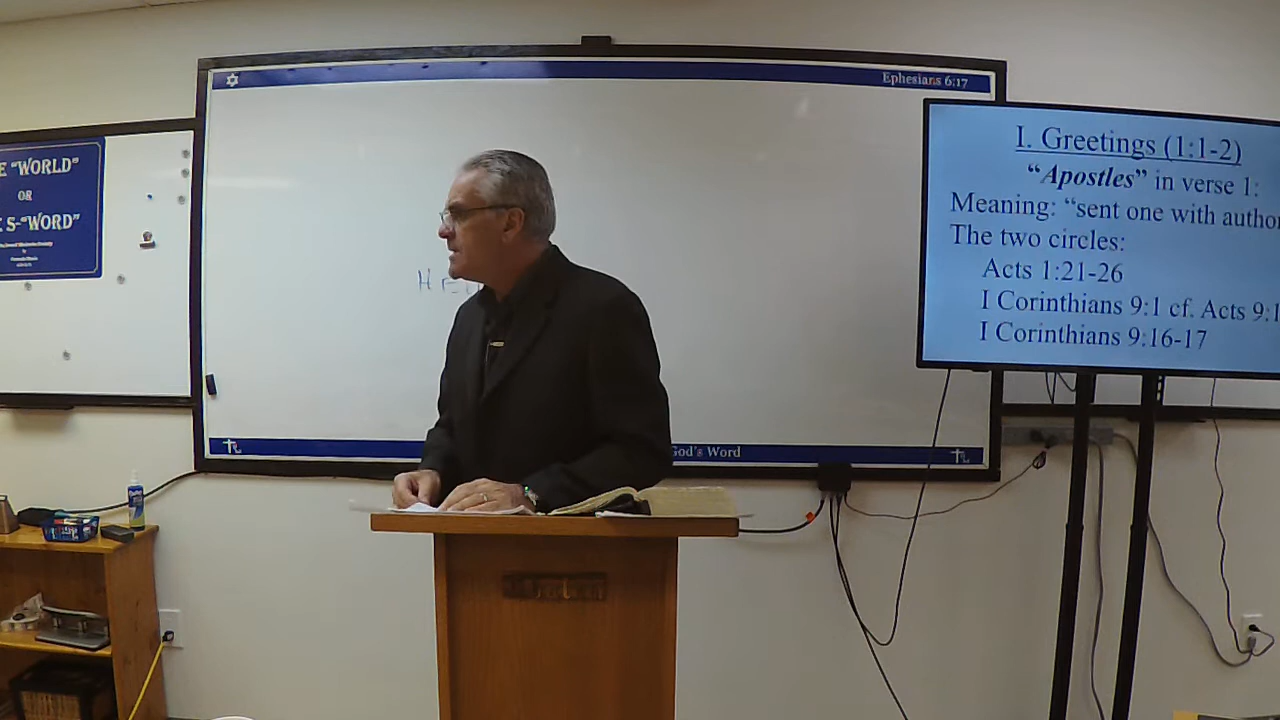 E "WORLD"
OR
S-"WORD"
Ephesians 6:17
HE
God's Word
I. Greetings (1:1-2)
"Apostles" in verse 1:
Meaning: "sent one with autho
The two circles:
Acts 1:21-26
I Corinthians 9:1 cf. Acts 9:1
I Corinthians 9:16-17